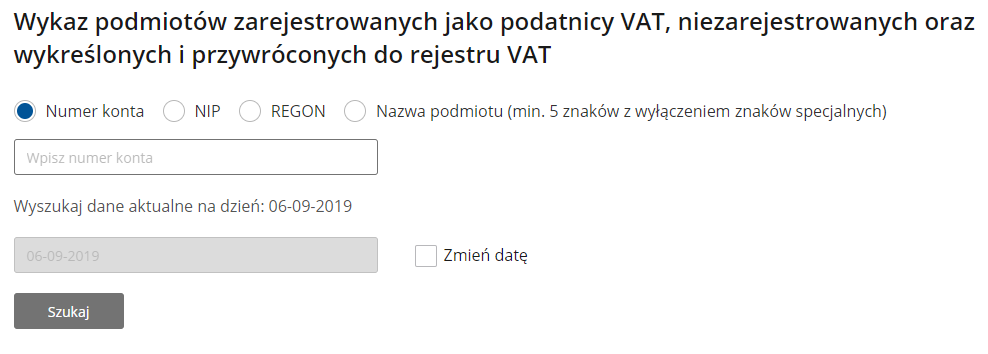 Wykaz podmiotów zarejestrowanych jako podatnicy VAT, niezarejestrowanych oraz
wykreślonych i przywróconych do rejestru VAT
Numer konta NIP REGON Nazwa podmiotu (min. 5 znaków z wyłączeniem znaków specjalnych)
Wpisz numer konta
Wyszukaj dane aktualne na dzień: 06-09-2019
06-09-2019 Zmień datę
Szukaj